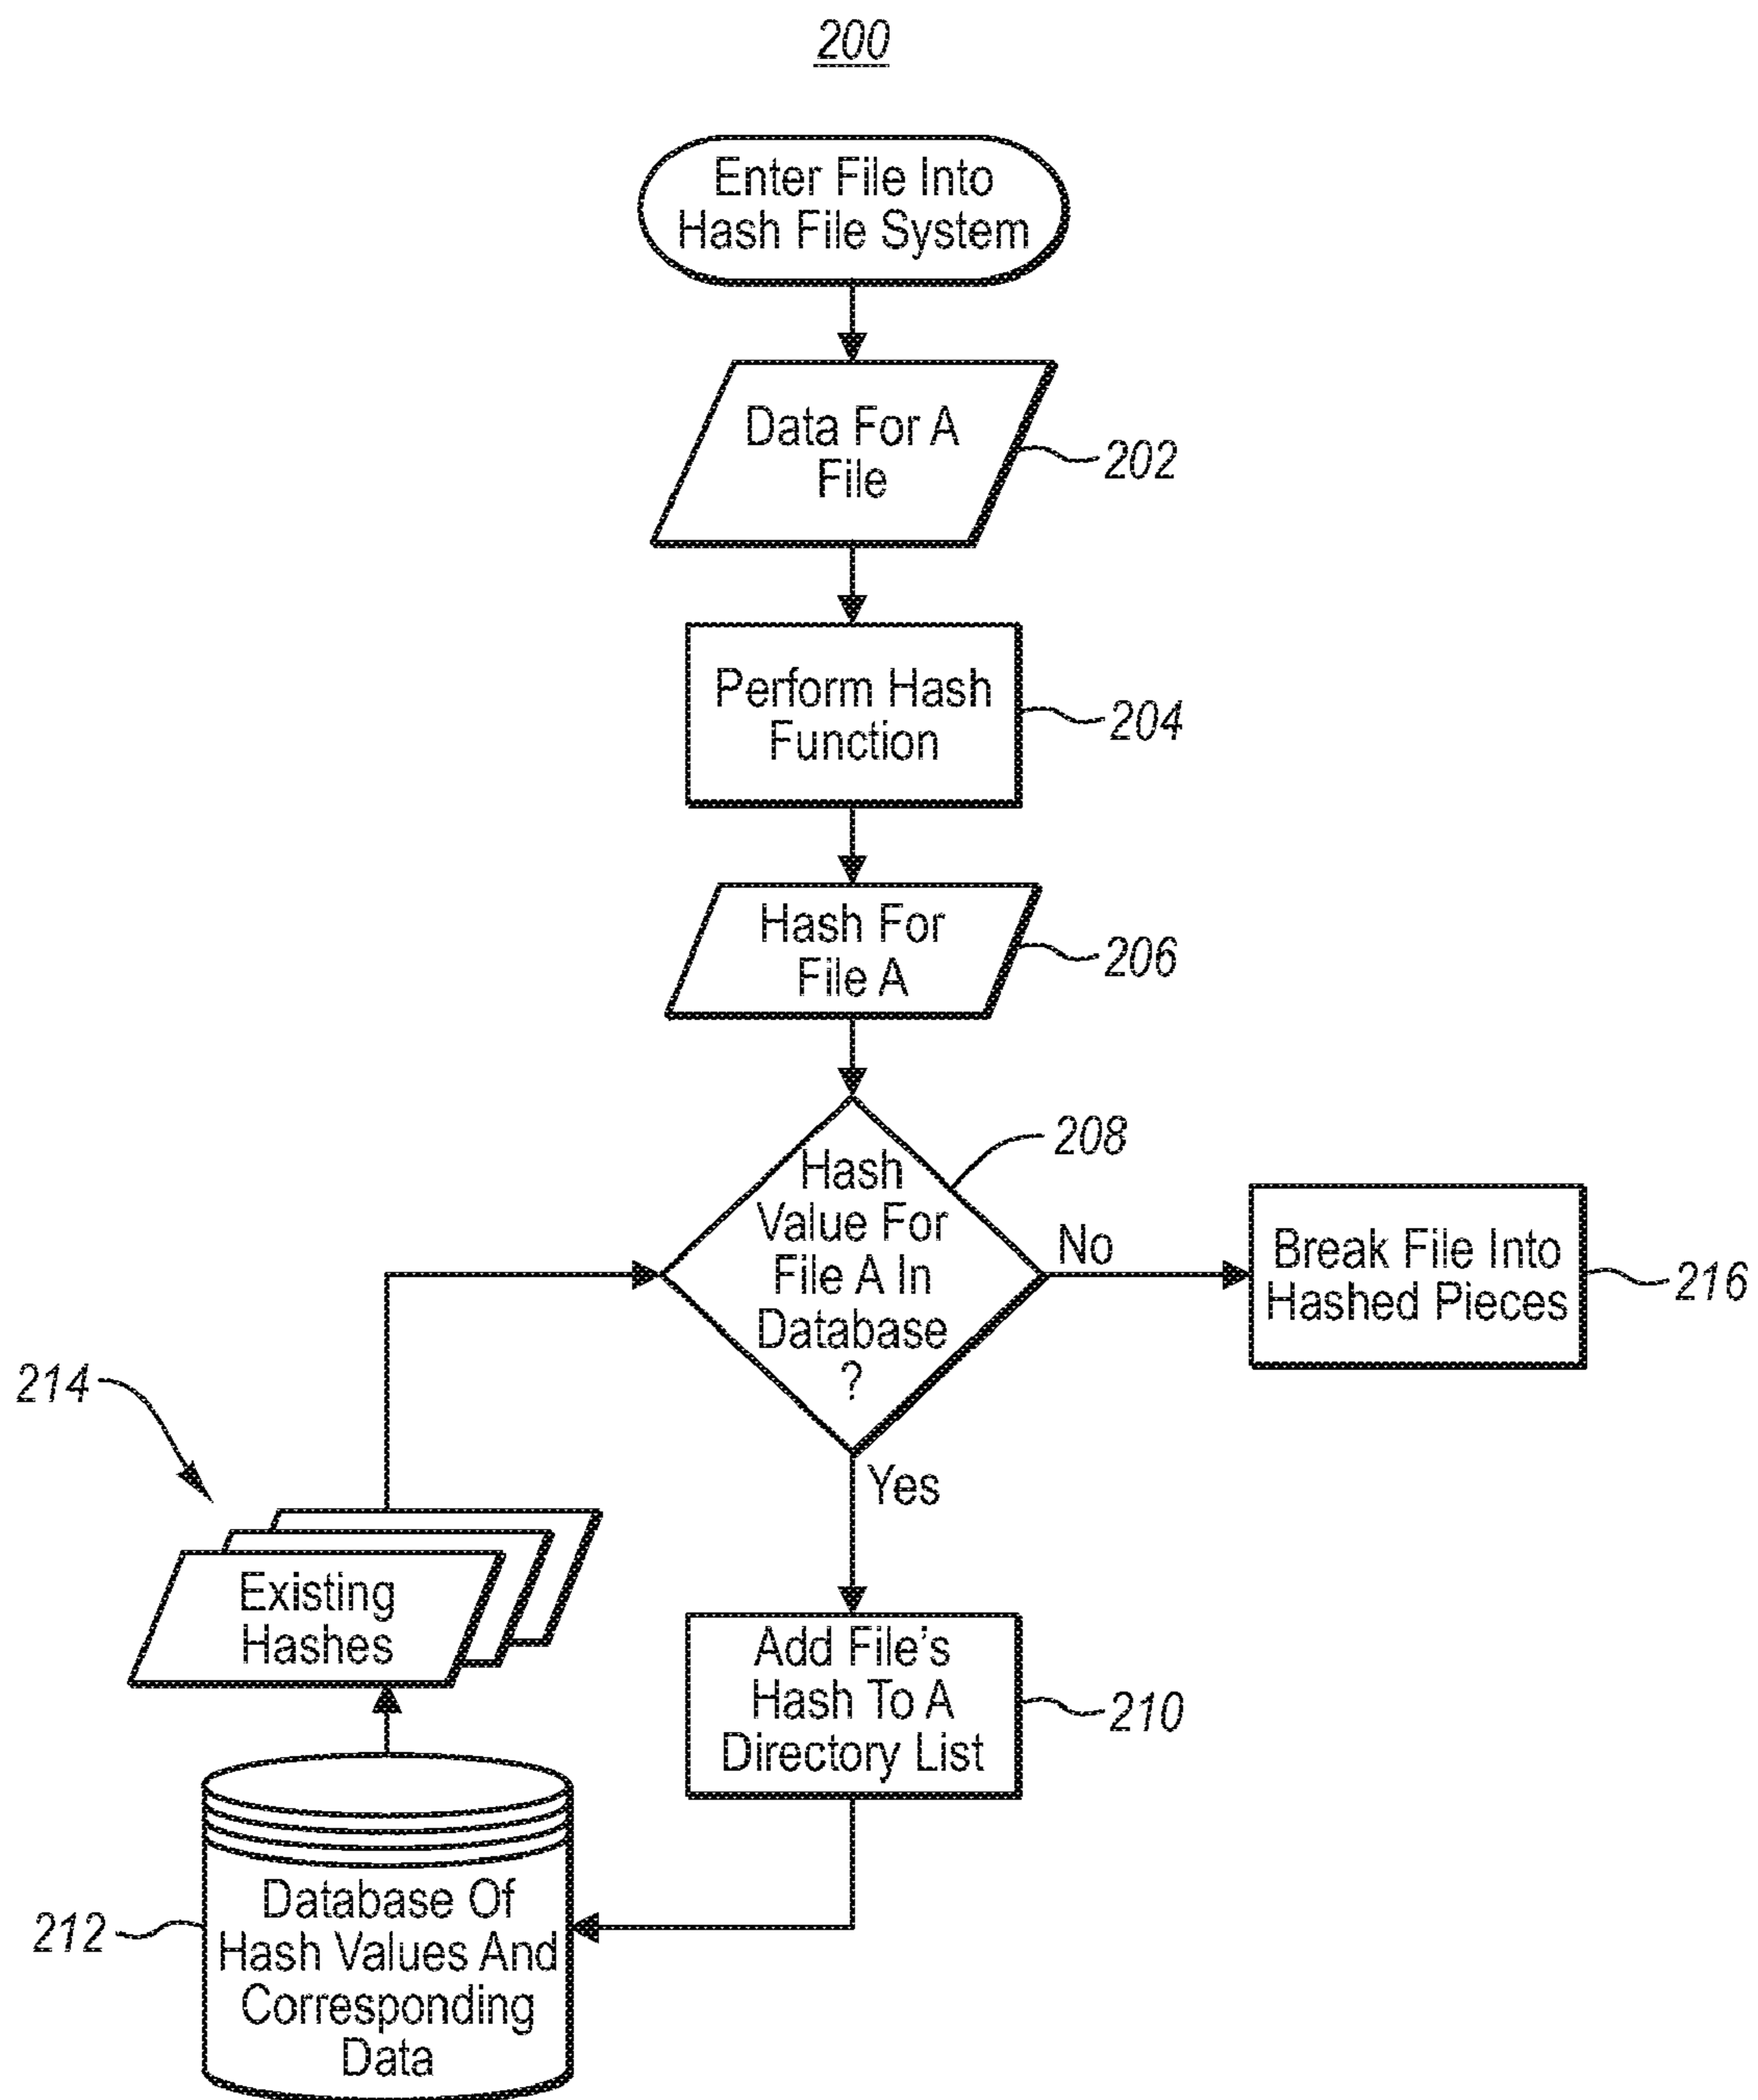 200
Enter File Into
Hash File System
Data For A
File
202
Perform Hash
Function
204
Hash For
File A
206
Hash
Value For
File A In
Database
?
208
No
Break File Into
Hashed Pieces
216
Yes
214
Existing
Hashes
Add File's
Hash To A
Directory List
210
212
Database Of
Hash Values And
Corresponding
Data